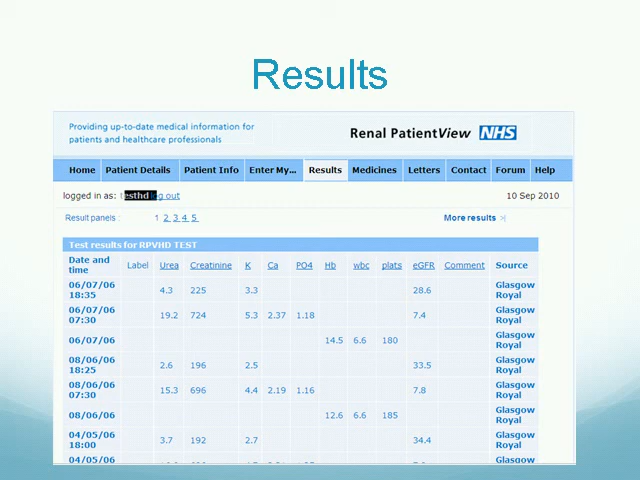 Results
Providing up-to-date medical information for
patients and healthcare professionals
Renal PatientView NHS
Home Patient Details Patient Info Enter My... Results Medicines Letters Contact Forum Help
logged in as: testhd log out 10 Sep 2010
Result panels : 1 2 3 4 5 More results >|
Test results for RPVHD TEST
Date and time Label Urea Creatinine K Ca PO4 Hb wbc plats eGFR Comment Source
06/07/06 18:35 4.3 225 3.3 28.6 Glasgow Royal
06/07/06 07:30 19.2 724 5.3 2.37 1.18 7.4 Glasgow Royal
06/07/06 14.5 6.6 180 Glasgow Royal
08/06/06 18:25 2.6 196 2.5 33.5 Glasgow Royal
08/06/06 07:30 15.3 696 4.4 2.19 1.16 7.8 Glasgow Royal
08/06/06 12.6 6.6 185 Glasgow Royal
04/05/06 18:00 3.7 192 2.7 34.4 Glasgow Royal
04/05/06 Glasgow